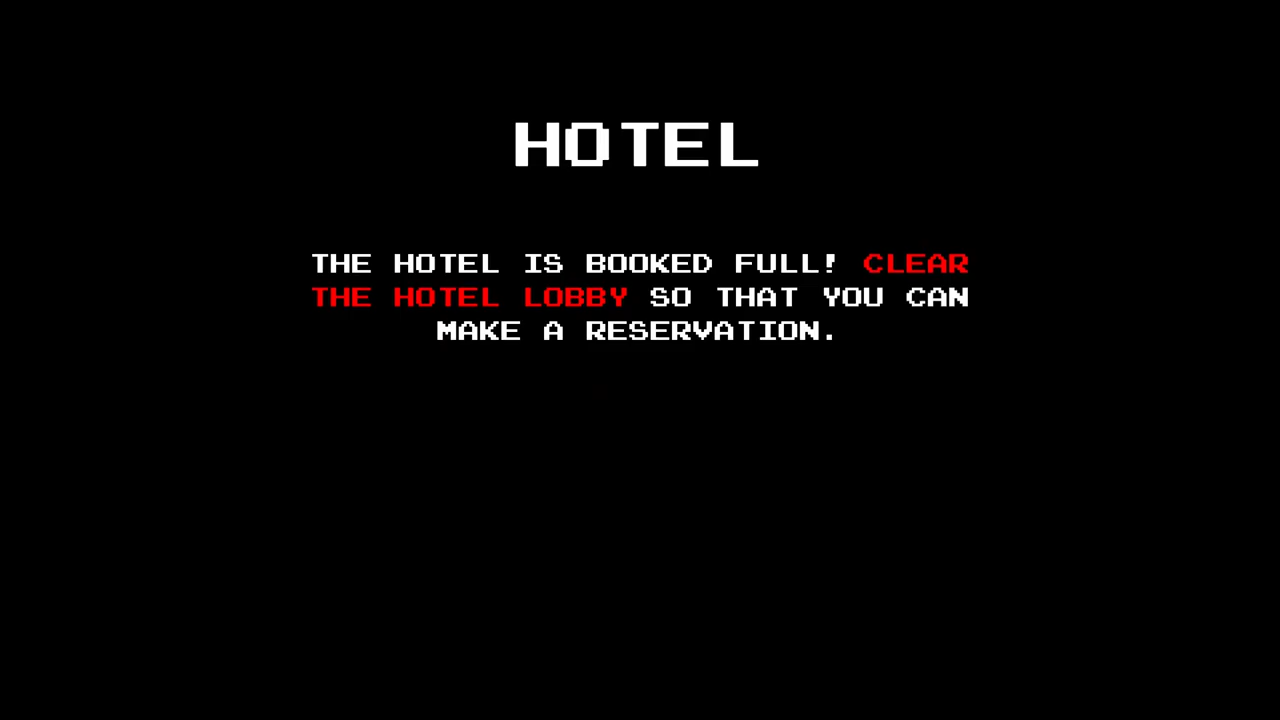 HOTEL
THE HOTEL IS BOOKED FULL! CLEAR
THE HOTEL LOBBY SO THAT YOU CAN
MAKE A RESERVATION.